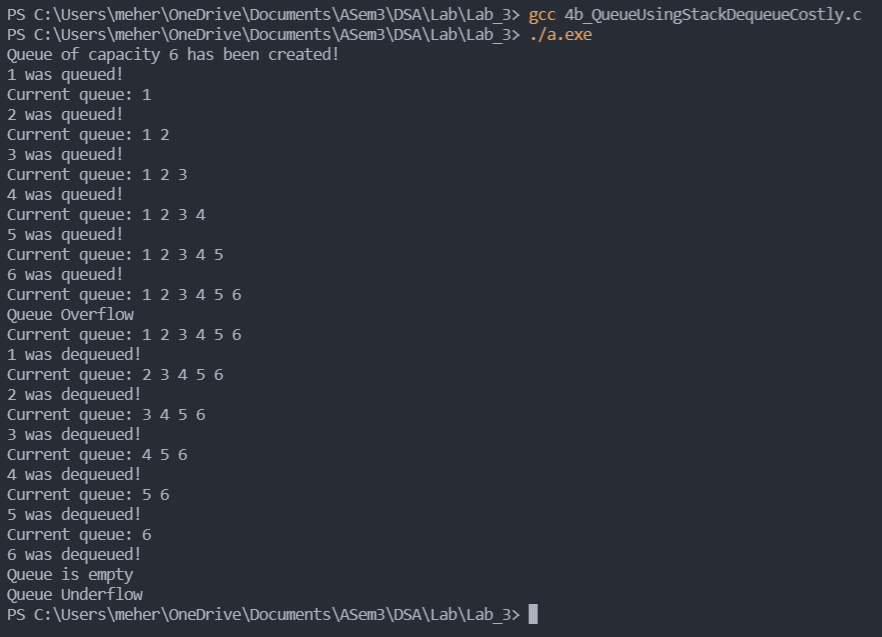 PS C:\Users\meher\OneDrive\Documents\ASem3\DSA\Lab\Lab_3> gcc 4b_QueueUsingStackDequeueCostly.c
PS C:\Users\meher\OneDrive\Documents\ASem3\DSA\Lab\Lab_3> ./a.exe
Queue of capacity 6 has been created!
1 was queued!
Current queue: 1
2 was queued!
Current queue: 1 2
3 was queued!
Current queue: 1 2 3
4 was queued!
Current queue: 1 2 3 4
5 was queued!
Current queue: 1 2 3 4 5
6 was queued!
Current queue: 1 2 3 4 5 6
Queue Overflow
Current queue: 1 2 3 4 5 6
1 was dequeued!
Current queue: 2 3 4 5 6
2 was dequeued!
Current queue: 3 4 5 6
3 was dequeued!
Current queue: 4 5 6
4 was dequeued!
Current queue: 5 6
5 was dequeued!
Current queue: 6
6 was dequeued!
Queue is empty
Queue Underflow
PS C:\Users\meher\OneDrive\Documents\ASem3\DSA\Lab\Lab_3>